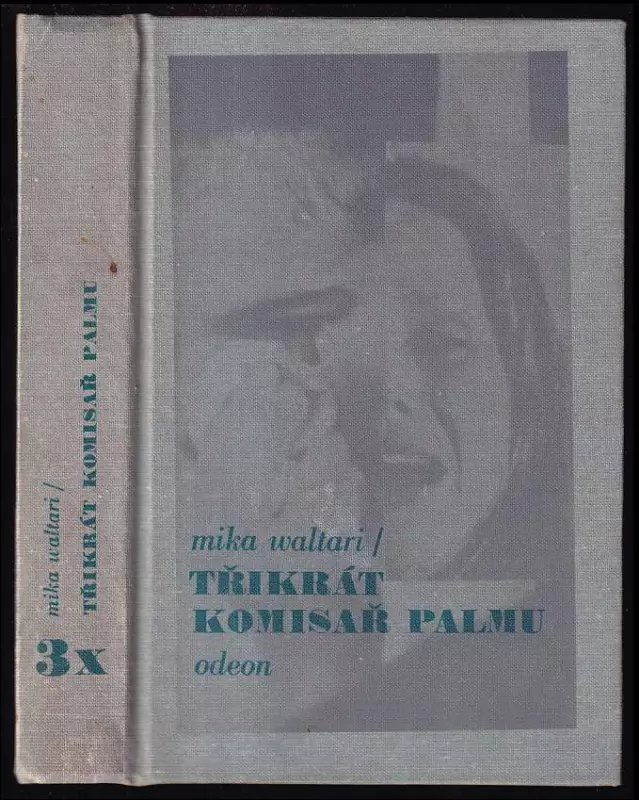 mika waltari /
TŘIKRÁT KOMISAŘ PALMU
3x
mika waltari /
TŘIKRÁT
KOMISAŘ PALMU
odeon